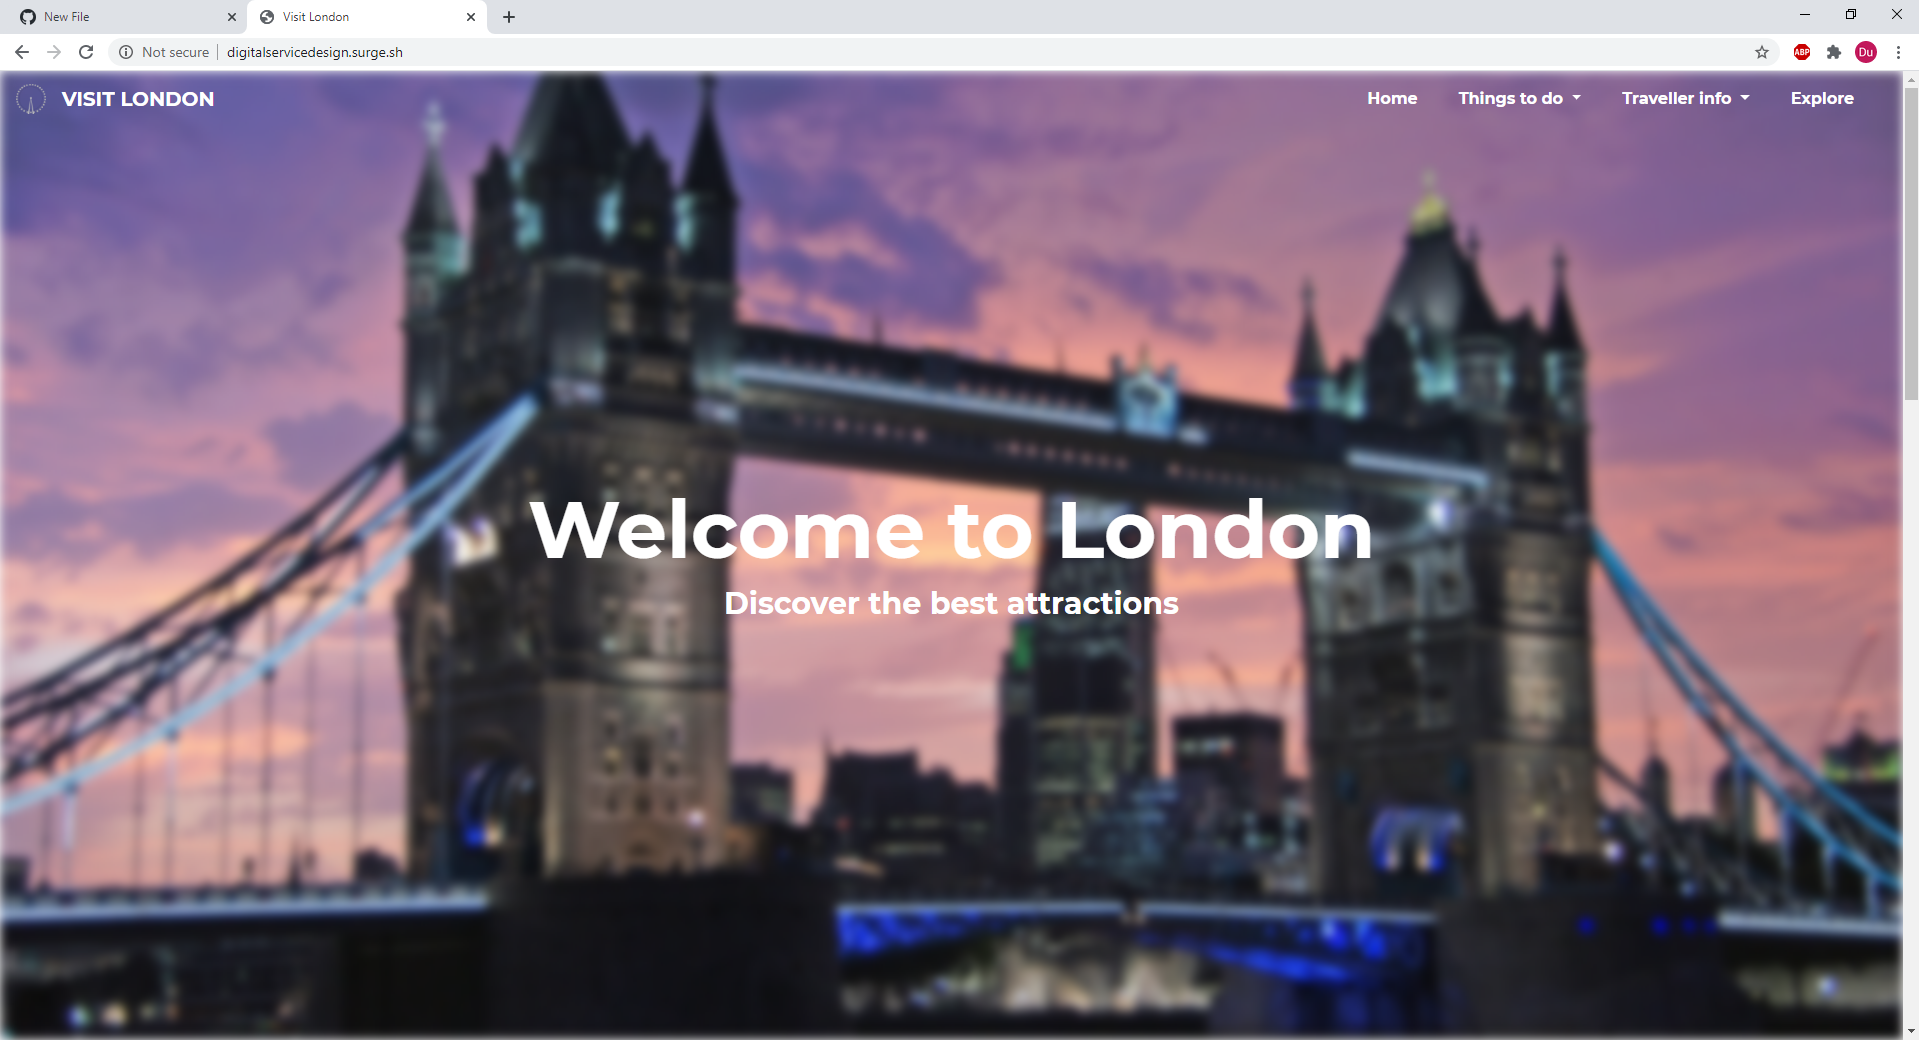 New File
Visit London
Not secure
digitalservicedesign.surge.sh
ABP
Du
VISIT LONDON
Home
Things to do
Traveller info
Explore
Welcome to London
Discover the best attractions